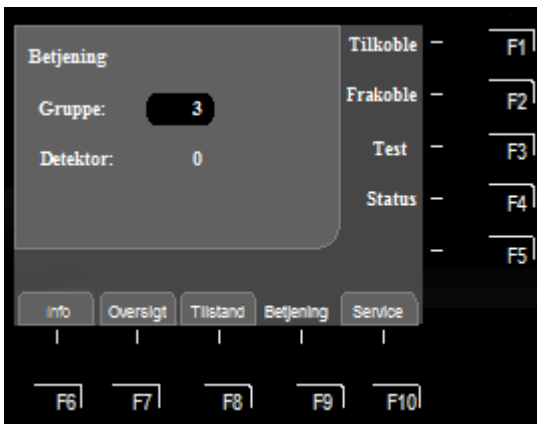 Betjening
Gruppe: 3
Detektor: 0
Tilkoble – F1
Frakoble – F2
Test – F3
Status – F4
– F5
Info Oversigt Tilstand Betjening Service
F6 F7 F8 F9 F10